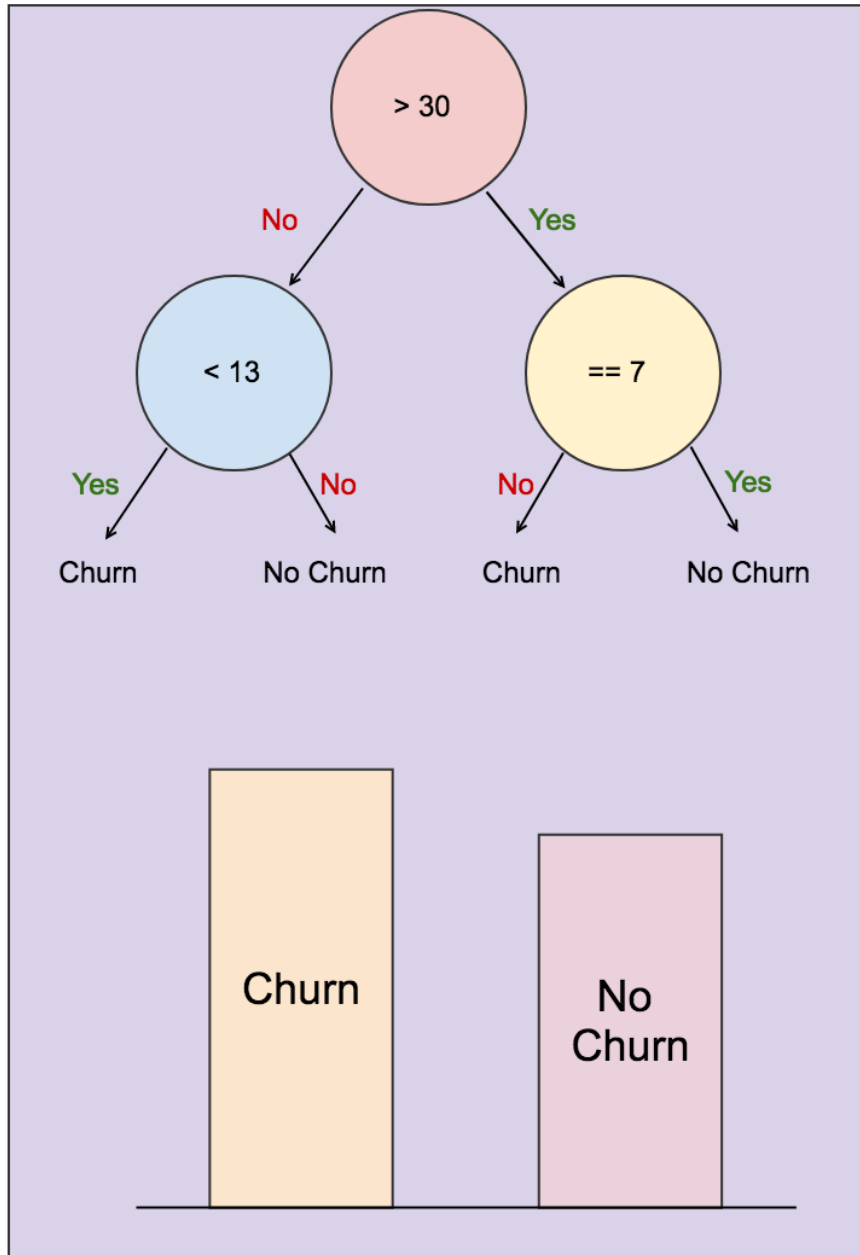 > 30
No
Yes
< 13
== 7
Yes
No
No
Yes
Churn
No Churn
Churn
No Churn
Churn
No
Churn